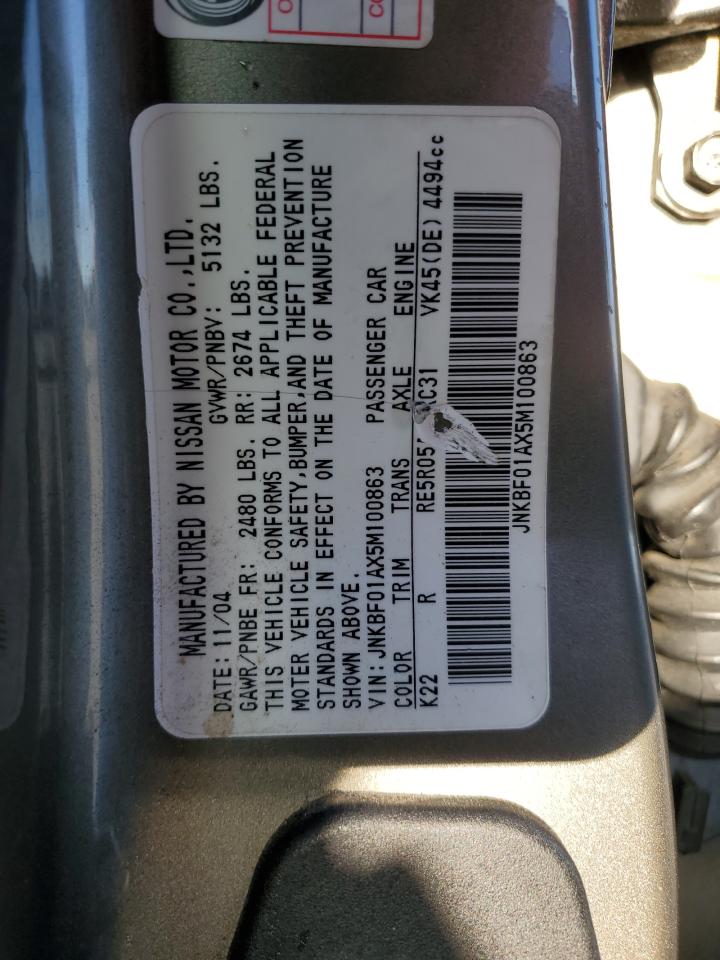 MANUFACTURED BY NISSAN MOTOR CO.,LTD.
DATE: 11/04 GVWR/PNBV: 5132 LBS.
GAWR/PNBE FR: 2480 LBS. RR: 2674 LBS.
THIS VEHICLE CONFORMS TO ALL APPLICABLE FEDERAL
MOTER VEHICLE SAFETY,BUMPER,AND THEFT PREVENTION
STANDARDS IN EFFECT ON THE DATE OF MANUFACTURE
SHOWN ABOVE.
VIN: JNKBF01AX5M100863 PASSENGER CAR
COLOR TRIM TRANS AXLE ENGINE
K22 R RE5R05 C31 VK45(DE) 4494cc
JNKBF01AX5M100863